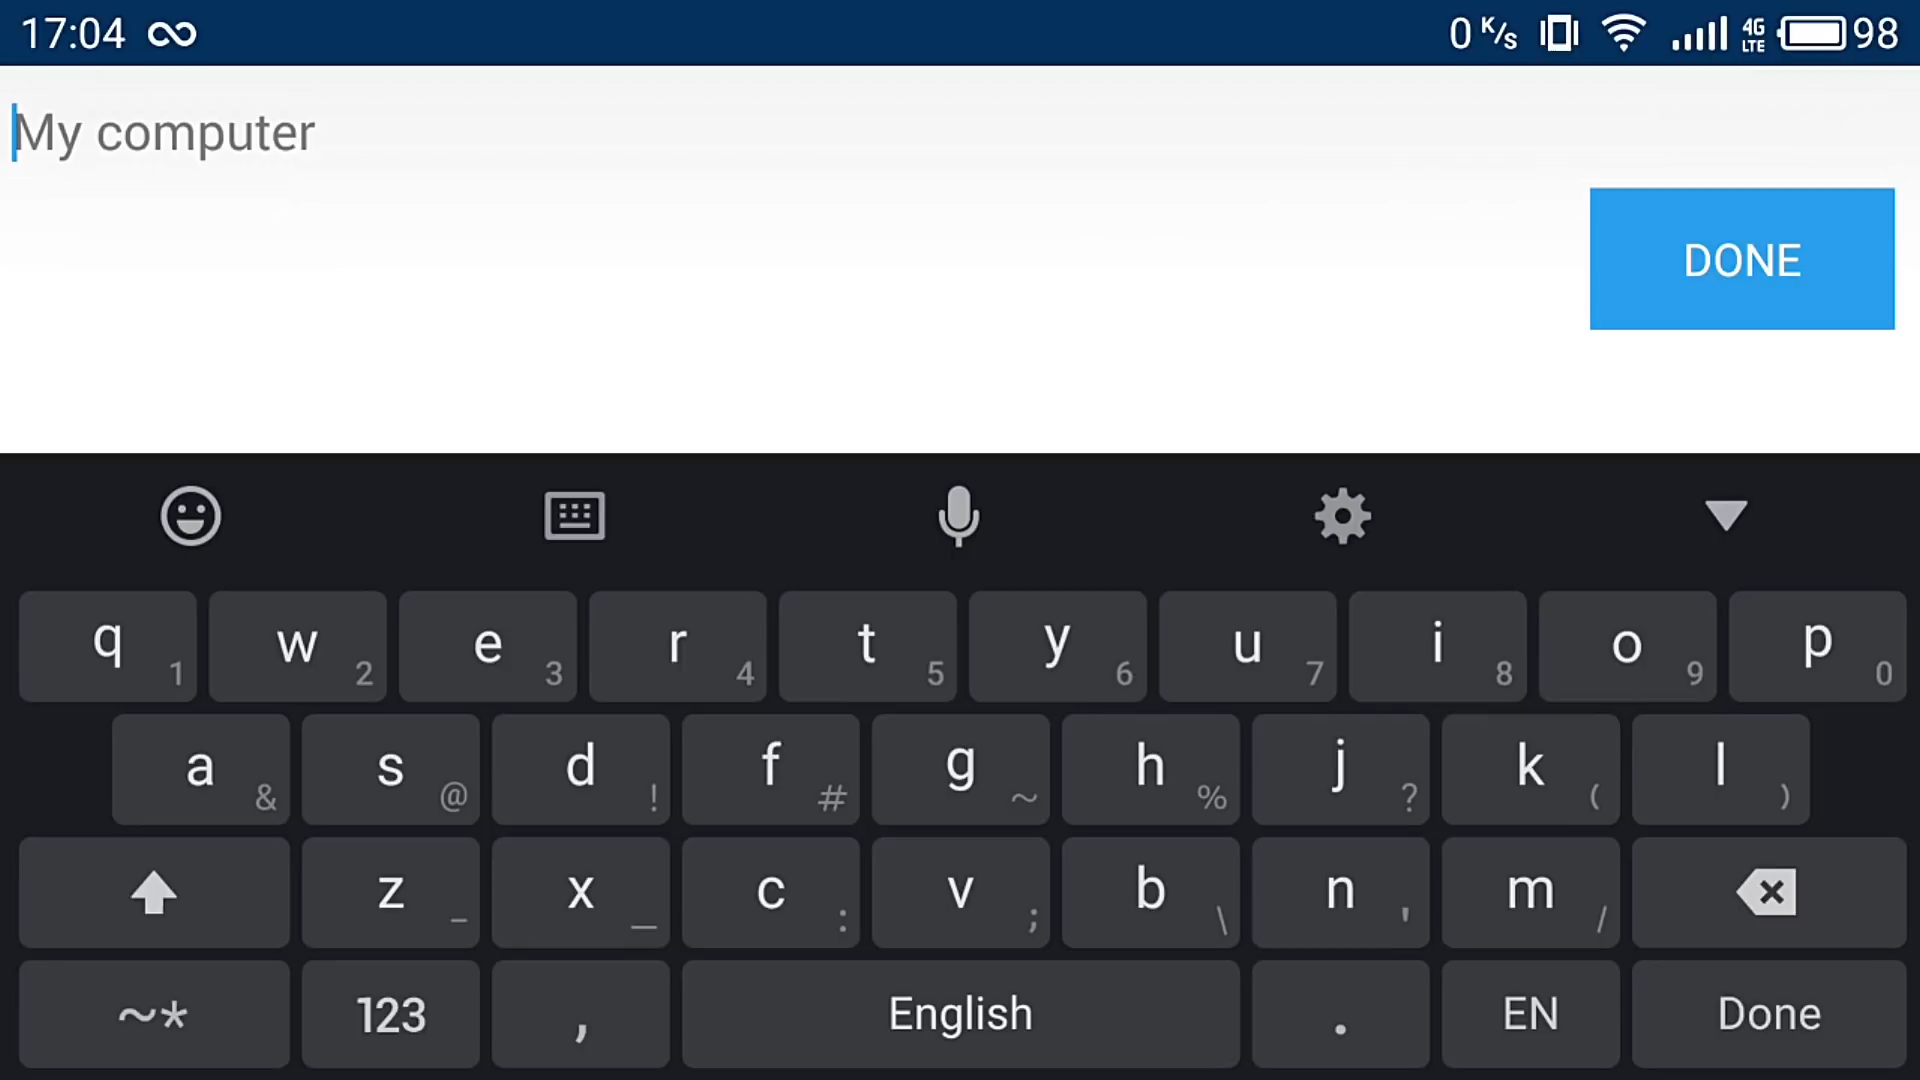 17:04 0 K/s 4G LTE 98
My computer
DONE
q 1 w 2 e 3 r 4 t 5 y 6 u 7 i 8 o 9 p 0
a & s @ d ! f # g ~ h % j ? k ( l )
z - x _ c : v ; b \ n ' m /
~* 123 , English . EN Done